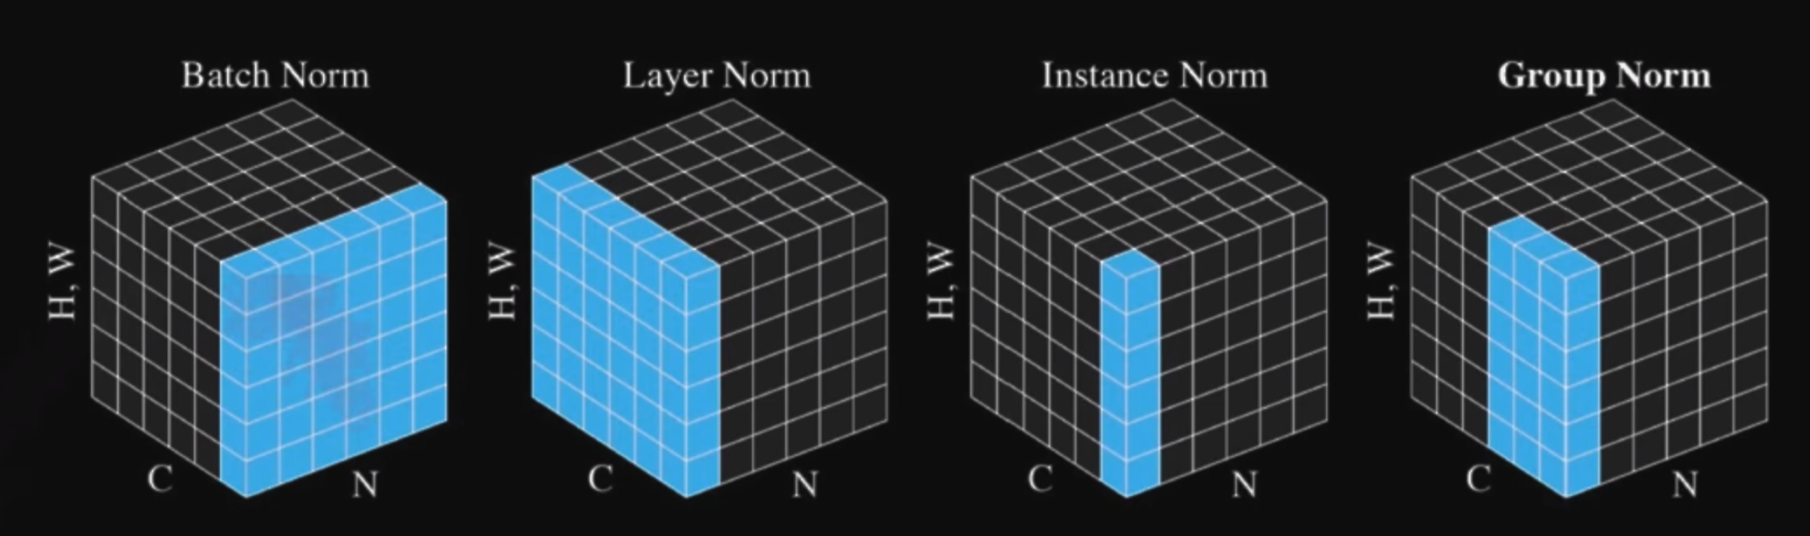 Batch Norm
Layer Norm
Instance Norm
Group Norm
H, W
C
N
H, W
C
N
H, W
C
N
H, W
C
N